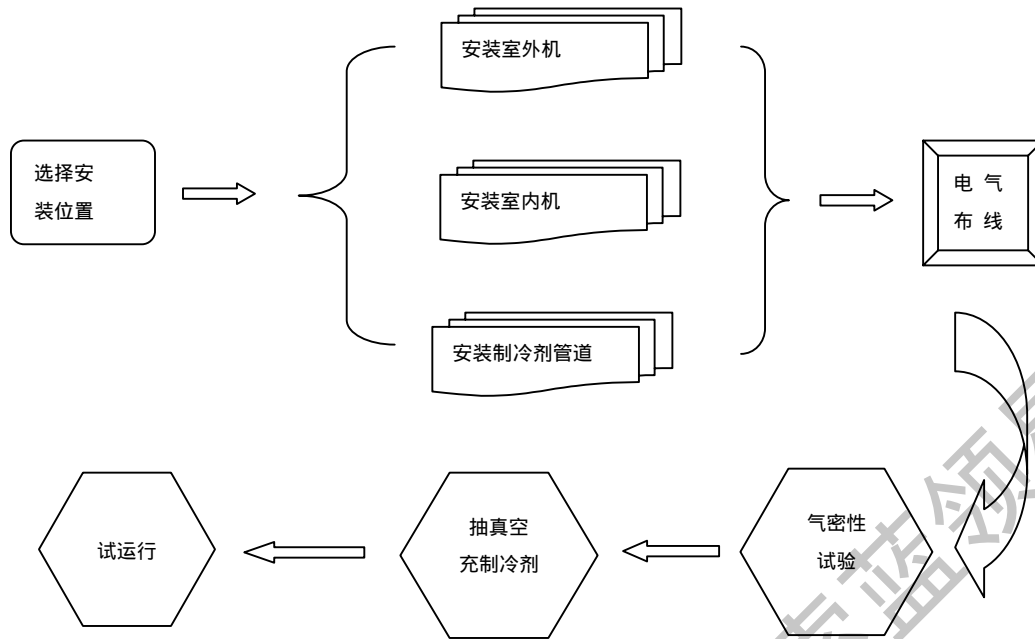 安装室外机
选择安
装位置
安装室内机
电 气
布 线
安装制冷剂管道
试运行
抽真空
充制冷剂
气密性
试验